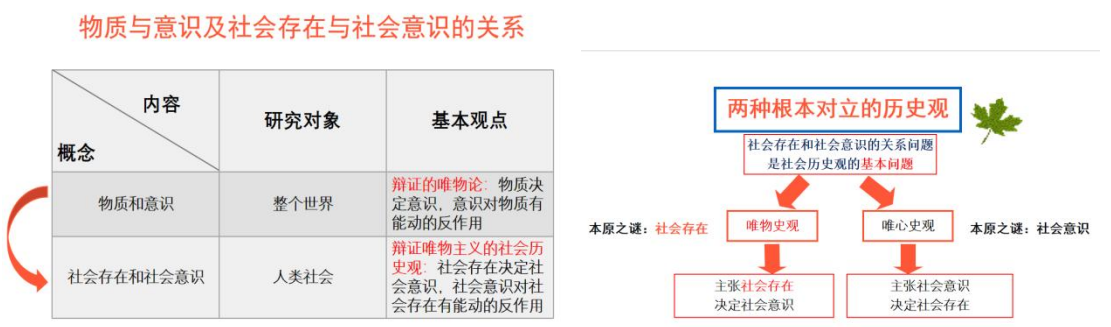 物质与意识及社会存在与社会意识的关系
内容
概念
研究对象
基本观点
物质和意识
整个世界
辩证的唯物论：物质决
定意识，意识对物质有
能动的反作用
社会存在和社会意识
人类社会
辩证唯物主义的社会历
史观：社会存在决定社
会意识，社会意识对社
会存在有能动的反作用
两种根本对立的历史观
社会存在和社会意识的关系问题
是社会历史观的基本问题
本原之谜：社会存在
唯物史观
唯心史观
本原之谜：社会意识
主张社会存在
决定社会意识
主张社会意识
决定社会存在